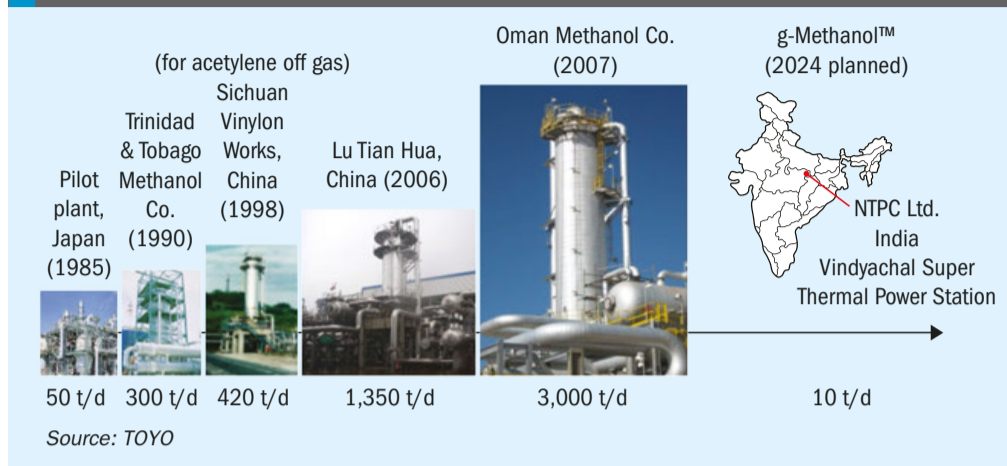 Pilot
plant,
Japan
(1985)
Trinidad
& Tobago
Methanol
Co.
(1990)
(for acetylene off gas)
Sichuan
Vinylon
Works,
China
(1998)
Lu Tian Hua,
China (2006)
Oman Methanol Co.
(2007)
g-Methanol™
(2024 planned)
NTPC Ltd.
India
Vindyachal Super
Thermal Power Station
50 t/d
300 t/d
420 t/d
1,350 t/d
3,000 t/d
10 t/d
Source: TOYO